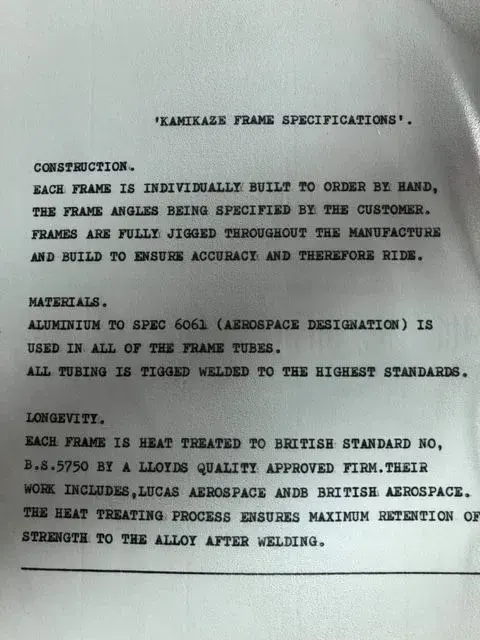 'KAMIKAZE FRAME SPECIFICATIONS'.
CONSTRUCTION.
EACH FRAME IS INDIVIDUALLY BUILT TO ORDER BY HAND,
THE FRAME ANGLES BEING SPECIFIED BY THE CUSTOMER.
FRAMES ARE FULLY JIGGED THROUGHOUT THE MANUFACTURE
AND BUILD TO ENSURE ACCURACY AND THEREFORE RIDE.
MATERIALS.
ALUMINIUM TO SPEC 6061 (AEROSPACE DESIGNATION) IS
USED IN ALL OF THE FRAME TUBES.
ALL TUBING IS TIGGED WELDED TO THE HIGHEST STANDARDS.
LONGEVITY.
EACH FRAME IS HEAT TREATED TO BRITISH STANDARD NO,
B.S.5750 BY A LLOYDS QUALITY APPROVED FIRM.THEIR
WORK INCLUDES,LUCAS AEROSPACE ANDB BRITISH AEROSPACE.
THE HEAT TREATING PROCESS ENSURES MAXIMUM RETENTION OF
STRENGTH TO THE ALLOY AFTER WELDING.